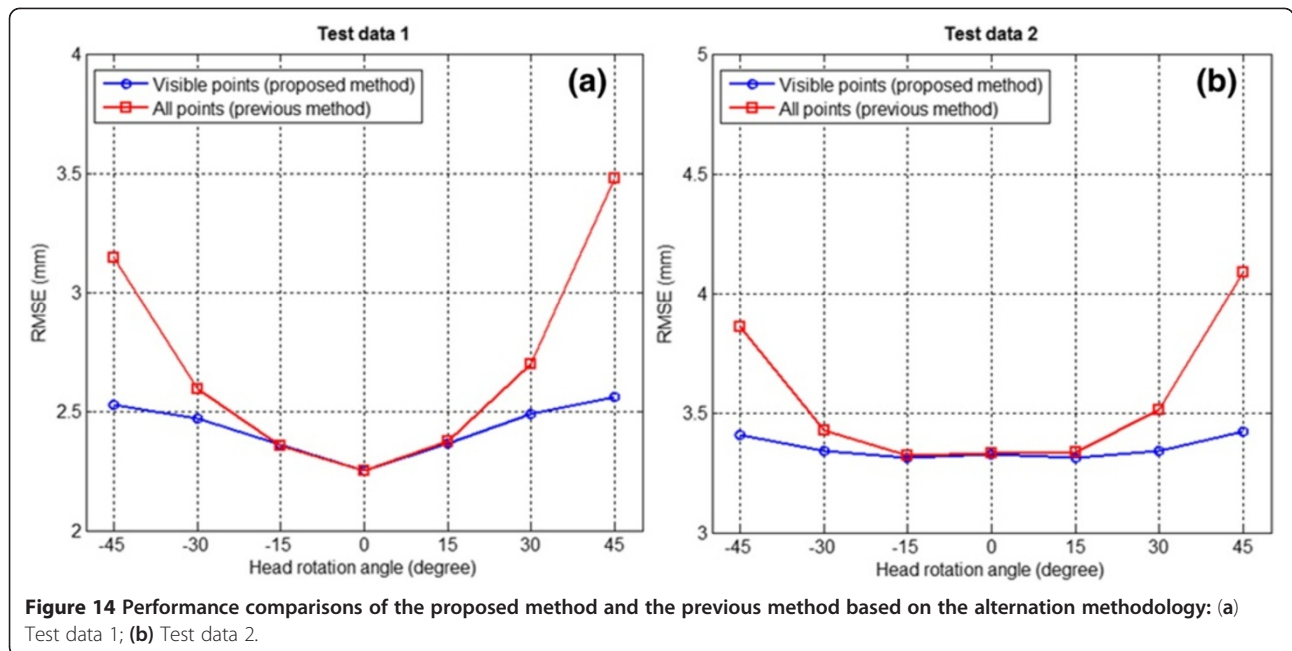 Test data 1
4
3.5
3
2.5
2
RMSE (mm)
Visible points (proposed method)
All points (previous method)
(a)
-45 -30 -15 0 15 30 45
Head rotation angle (degree)
Test data 2
5
4.5
4
3.5
3
RMSE (mm)
Visible points (proposed method)
All points (previous method)
(b)
-45 -30 -15 0 15 30 45
Head rotation angle (degree)
Figure 14 Performance comparisons of the proposed method and the previous method based on the alternation methodology: (a)
Test data 1; (b) Test data 2.